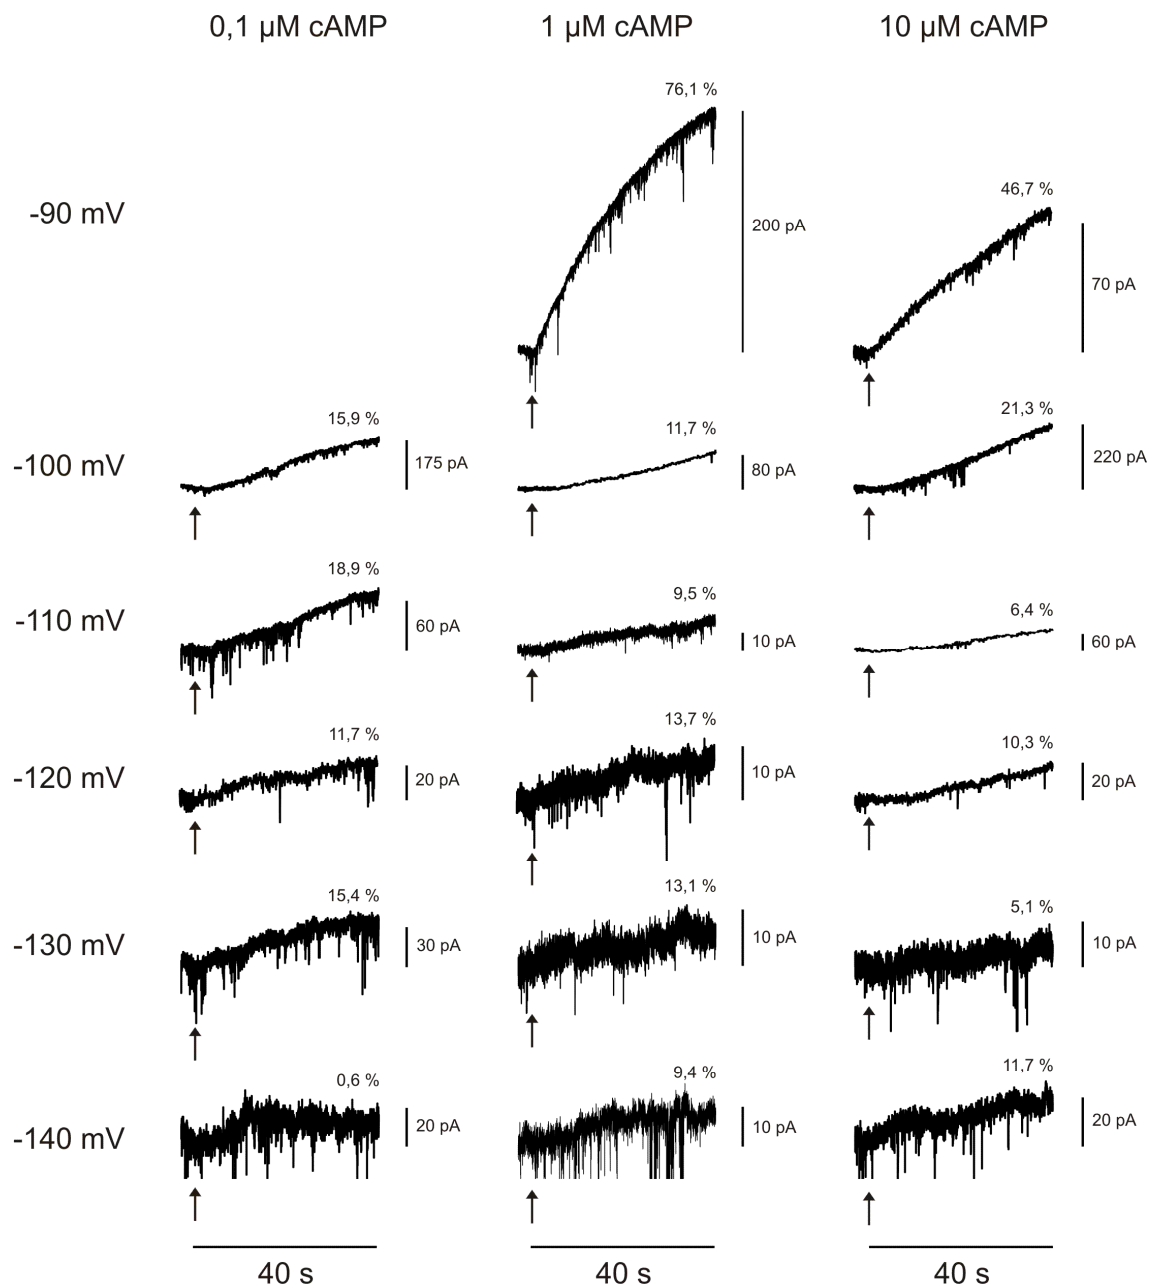 0,1 µM cAMP 1 µM cAMP 10 µM cAMP
76,1 %
46,7 %
-90 mV 200 pA 70 pA
15,9 % 11,7 % 21,3 %
-100 mV 175 pA 80 pA 220 pA
18,9 % 9,5 % 6,4 %
-110 mV 60 pA 10 pA 60 pA
11,7 % 13,7 % 10,3 %
-120 mV 20 pA 10 pA 20 pA
15,4 % 13,1 % 5,1 %
-130 mV 30 pA 10 pA 10 pA
0,6 % 9,4 % 11,7 %
-140 mV 20 pA 10 pA 20 pA
40 s 40 s 40 s